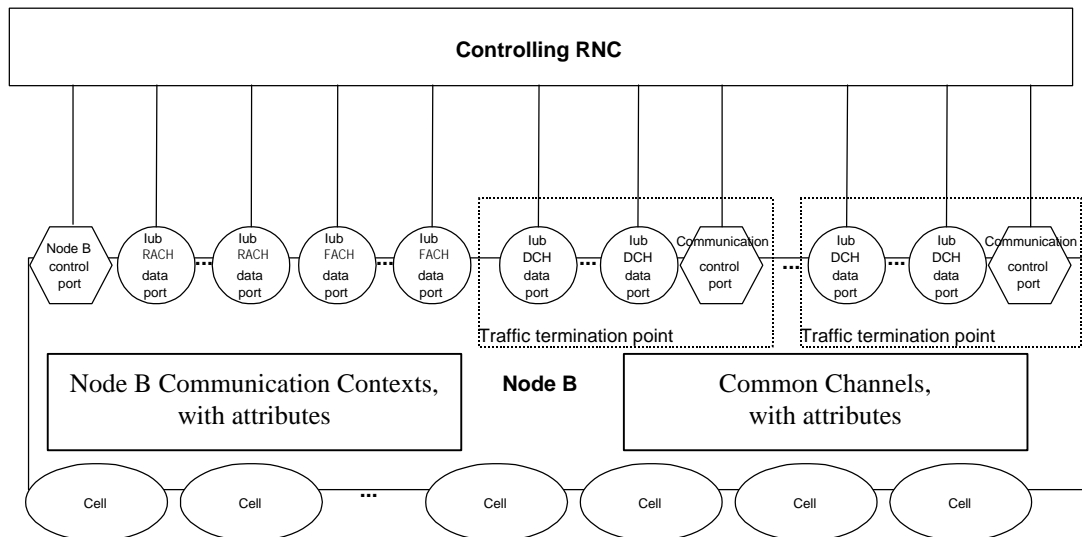 Controlling RNC
Node B
control
port
Iub
RACH
data
port
...
Iub
RACH
data
port
Iub
FACH
data
port
...
Iub
FACH
data
port
Iub
DCH
data
port
...
Iub
DCH
data
port
Communication
control
port
Traffic termination point
...
Iub
DCH
data
port
...
Iub
DCH
data
port
Communication
control
port
Traffic termination point
Node B Communication Contexts,
with attributes
Node B
Common Channels,
with attributes
Cell
Cell
...
Cell
Cell
Cell
Cell